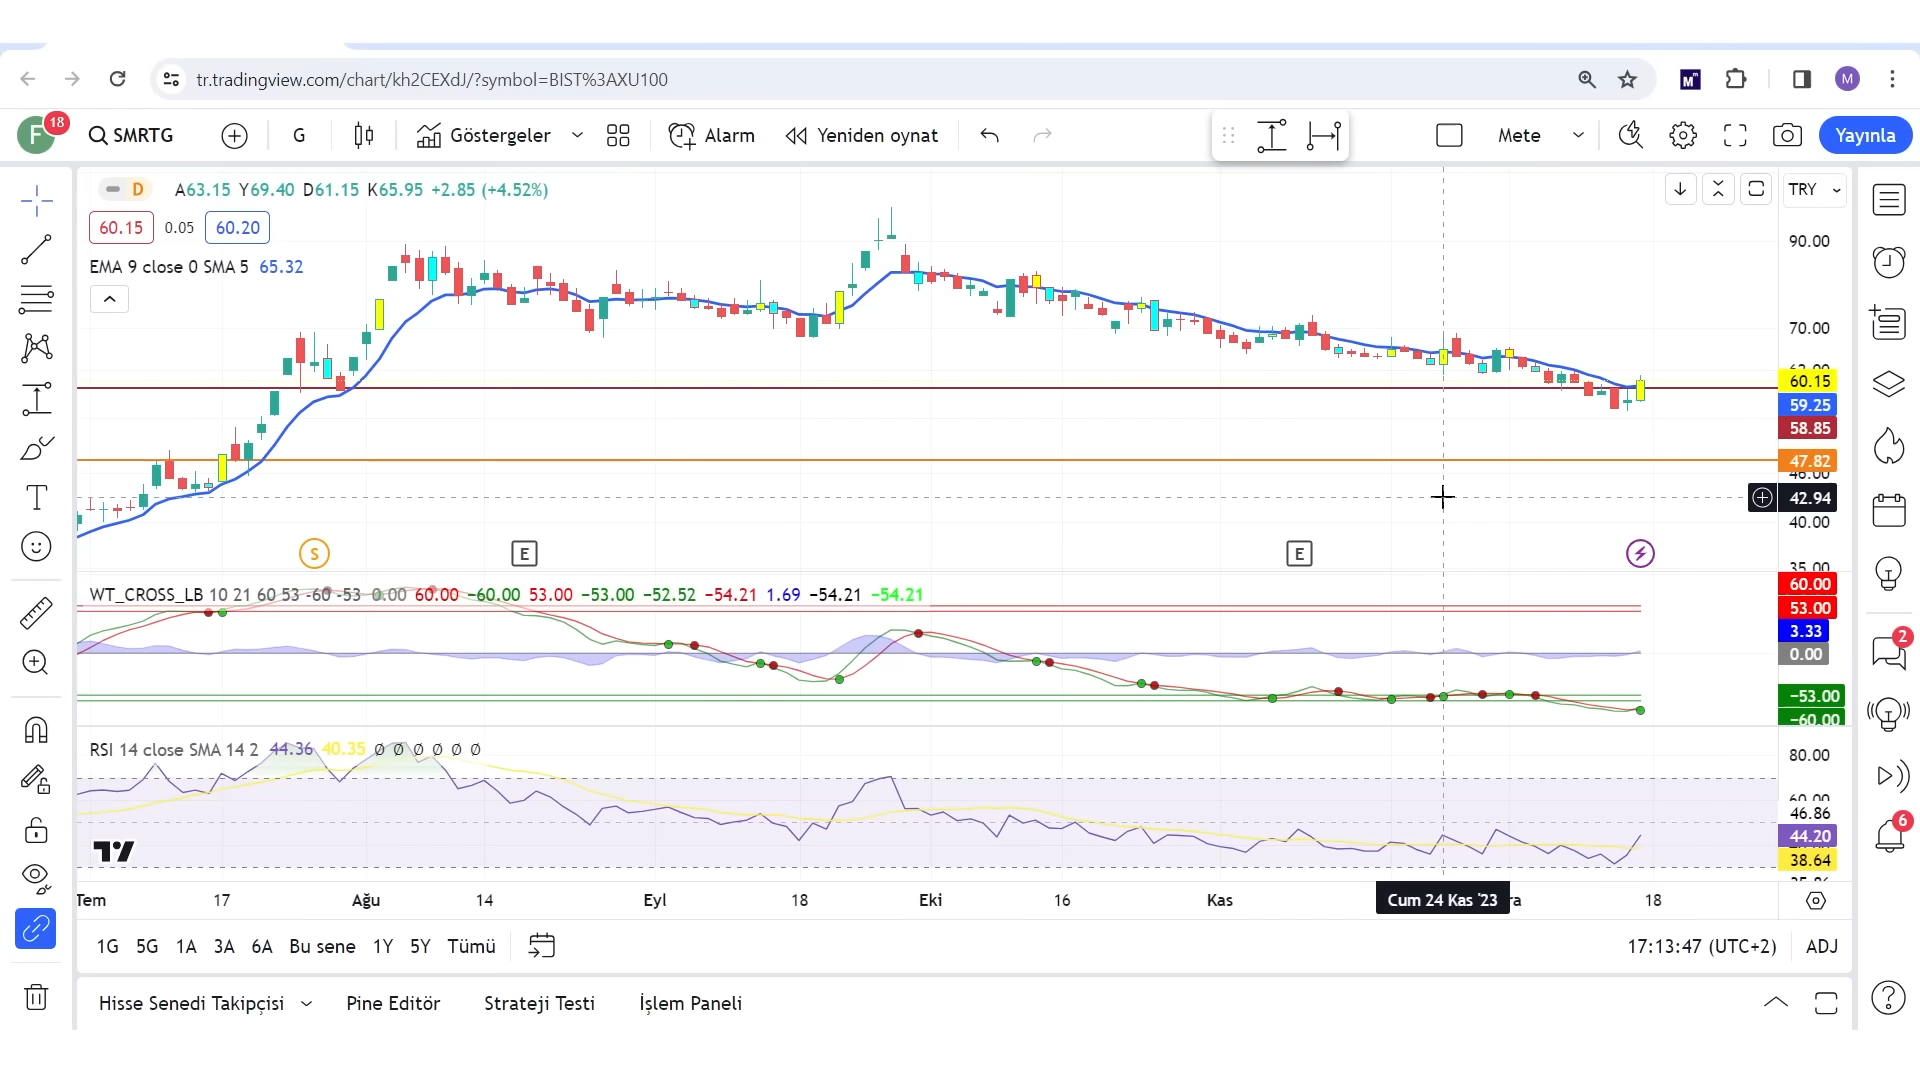 tr.tradingview.com/chart/kh2CEXdJ/?symbol=BIST%3AXU100
M
M
F 18 SMRTG G Göstergeler Alarm Yeniden oynat Mete Yayınla
D A63.15 Y69.40 D61.15 K65.95 +2.85 (+4.52%) TRY
60.15 0.05 60.20
90.00
EMA 9 close 0 SMA 5 65.32
70.00
60.15
59.25
58.85
47.82
42.94
40.00
S E E
35.00
WT_CROSS_LB 10 21 60 53 -60 -53 0.00 60.00 −60.00 53.00 −53.00 −52.52 −54.21 1.69 −54.21 −54.21
60.00
53.00
3.33
0.00
−53.00
−60.00
2
RSI 14 close SMA 14 2 44.36 40.35 Ø Ø Ø Ø Ø Ø
80.00
60.00
46.86
44.20
38.64
6
Tem 17 Ağu 14 Eyl 18 Eki 16 Kas Cum 24 Kas '23 ra 18
1G 5G 1A 3A 6A Bu sene 1Y 5Y Tümü 17:13:47 (UTC+2) ADJ
Hisse Senedi Takipçisi Pine Editör Strateji Testi İşlem Paneli